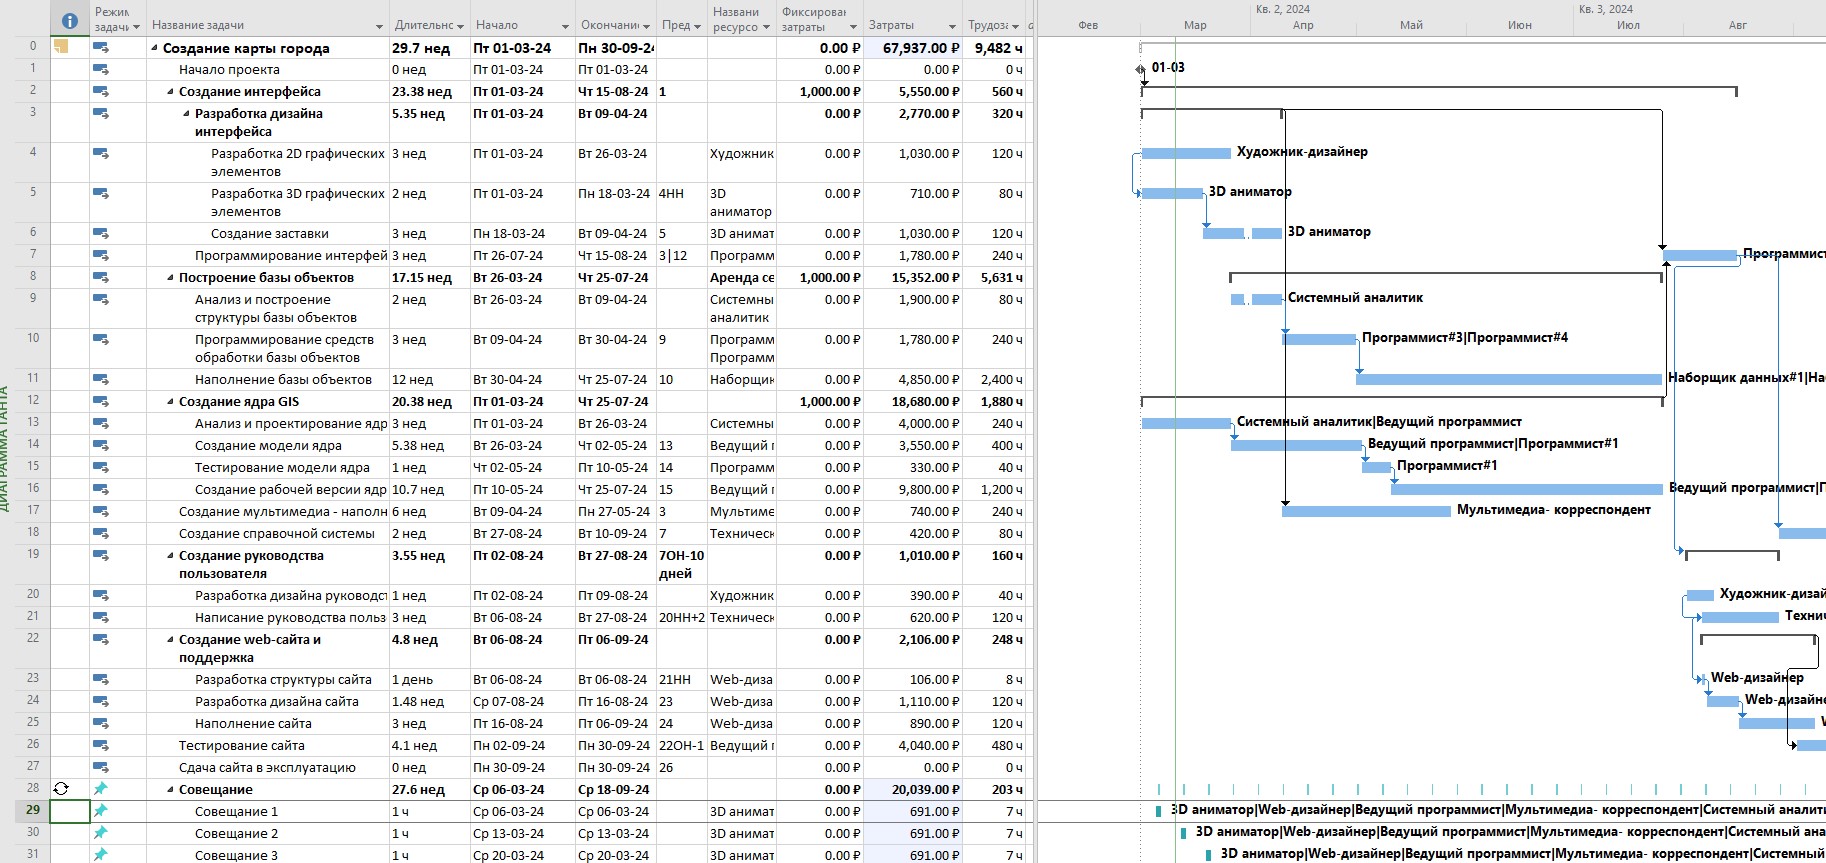 Режим задачи | Название задачи | Длительнс | Начало | Окончани | Пред | Названи ресурсо | Фиксирован затраты | Затраты | Трудоза
Кв. 2, 2024 Кв. 3, 2024
Фев Мар Апр Май Июн Июл Авг
0 Создание карты города 29.7 нед Пт 01-03-24 Пн 30-09-24 0.00 ₽ 67,937.00 ₽ 9,482 ч
1 Начало проекта 0 нед Пт 01-03-24 Пт 01-03-24 0.00 ₽ 0.00 ₽ 0 ч 01-03
2 Создание интерфейса 23.38 нед Пт 01-03-24 Чт 15-08-24 1 1,000.00 ₽ 5,550.00 ₽ 560 ч
3 Разработка дизайна интерфейса 5.35 нед Пт 01-03-24 Вт 09-04-24 0.00 ₽ 2,770.00 ₽ 320 ч
4 Разработка 2D графических элементов 3 нед Пт 01-03-24 Вт 26-03-24 Художник 0.00 ₽ 1,030.00 ₽ 120 ч Художник-дизайнер
5 Разработка 3D графических элементов 2 нед Пт 01-03-24 Пн 18-03-24 4НН 3D аниматор 0.00 ₽ 710.00 ₽ 80 ч 3D аниматор
6 Создание заставки 3 нед Пн 18-03-24 Вт 09-04-24 5 3D анимат 0.00 ₽ 1,030.00 ₽ 120 ч 3D аниматор
7 Программирование интерфей 3 нед Пт 26-07-24 Чт 15-08-24 3|12 Программ 0.00 ₽ 1,780.00 ₽ 240 ч Программист
8 Построение базы объектов 17.15 нед Вт 26-03-24 Чт 25-07-24 Аренда се 1,000.00 ₽ 15,352.00 ₽ 5,631 ч
9 Анализ и построение структуры базы объектов 2 нед Вт 26-03-24 Вт 09-04-24 Системны аналитик 0.00 ₽ 1,900.00 ₽ 80 ч Системный аналитик
10 Программирование средств обработки базы объектов 3 нед Вт 09-04-24 Вт 30-04-24 9 Программ Программ 0.00 ₽ 1,780.00 ₽ 240 ч Программист#3|Программист#4
11 Наполнение базы объектов 12 нед Вт 30-04-24 Чт 25-07-24 10 Наборщик 0.00 ₽ 4,850.00 ₽ 2,400 ч Наборщик данных#1|На
12 Создание ядра GIS 20.38 нед Пт 01-03-24 Чт 25-07-24 1,000.00 ₽ 18,680.00 ₽ 1,880 ч
13 Анализ и проектирование ядр 3 нед Пт 01-03-24 Вт 26-03-24 Системны 0.00 ₽ 4,000.00 ₽ 240 ч Системный аналитик|Ведущий программист
14 Создание модели ядра 5.38 нед Вт 26-03-24 Чт 02-05-24 13 Ведущий 0.00 ₽ 3,550.00 ₽ 400 ч Ведущий программист|Программист#1
15 Тестирование модели ядра 1 нед Чт 02-05-24 Пт 10-05-24 14 Программ 0.00 ₽ 330.00 ₽ 40 ч Программист#1
16 Создание рабочей версии ядр 10.7 нед Пт 10-05-24 Чт 25-07-24 15 Ведущий 0.00 ₽ 9,800.00 ₽ 1,200 ч Ведущий программист|П
17 Создание мультимедиа - наполн 6 нед Вт 09-04-24 Пн 27-05-24 3 Мультиме 0.00 ₽ 740.00 ₽ 240 ч Мультимедиа- корреспондент
18 Создание справочной системы 2 нед Вт 27-08-24 Вт 10-09-24 7 Техническ 0.00 ₽ 420.00 ₽ 80 ч
19 Создание руководства пользователя 3.55 нед Пт 02-08-24 Вт 27-08-24 7ОН-10 дней 0.00 ₽ 1,010.00 ₽ 160 ч
20 Разработка дизайна руководст 1 нед Пт 02-08-24 Пт 09-08-24 Художник 0.00 ₽ 390.00 ₽ 40 ч Художник-дизай
21 Написание руководства польз 3 нед Вт 06-08-24 Вт 27-08-24 20НН+2 Техническ 0.00 ₽ 620.00 ₽ 120 ч Технич
22 Создание web-сайта и поддержка 4.8 нед Вт 06-08-24 Пт 06-09-24 0.00 ₽ 2,106.00 ₽ 248 ч
23 Разработка структуры сайта 1 день Вт 06-08-24 Вт 06-08-24 21НН Web-диза 0.00 ₽ 106.00 ₽ 8 ч Web-дизайнер
24 Разработка дизайна сайта 1.48 нед Ср 07-08-24 Пт 16-08-24 23 Web-диза 0.00 ₽ 1,110.00 ₽ 120 ч Web-дизайне
25 Наполнение сайта 3 нед Пт 16-08-24 Пт 06-09-24 24 Web-диза 0.00 ₽ 890.00 ₽ 120 ч
26 Тестирование сайта 4.1 нед Пн 02-09-24 Пн 30-09-24 22ОН-1 Ведущий 0.00 ₽ 4,040.00 ₽ 480 ч
27 Сдача сайта в эксплуатацию 0 нед Пн 30-09-24 Пн 30-09-24 26 0.00 ₽ 0.00 ₽ 0 ч
28 Совещание 27.6 нед Ср 06-03-24 Ср 18-09-24 0.00 ₽ 20,039.00 ₽ 203 ч
29 Совещание 1 1 ч Ср 06-03-24 Ср 06-03-24 3D анимат 0.00 ₽ 691.00 ₽ 7 ч 3D аниматор|Web-дизайнер|Ведущий программист|Мультимедиа- корреспондент|Системный аналити
30 Совещание 2 1 ч Ср 13-03-24 Ср 13-03-24 3D анимат 0.00 ₽ 691.00 ₽ 7 ч 3D аниматор|Web-дизайнер|Ведущий программист|Мультимедиа- корреспондент|Системный ана
31 Совещание 3 1 ч Ср 20-03-24 Ср 20-03-24 3D анимат 0.00 ₽ 691.00 ₽ 7 ч 3D аниматор|Web-дизайнер|Ведущий программист|Мультимедиа- корреспондент|Системный
ДИАГРАММА ГАНТА